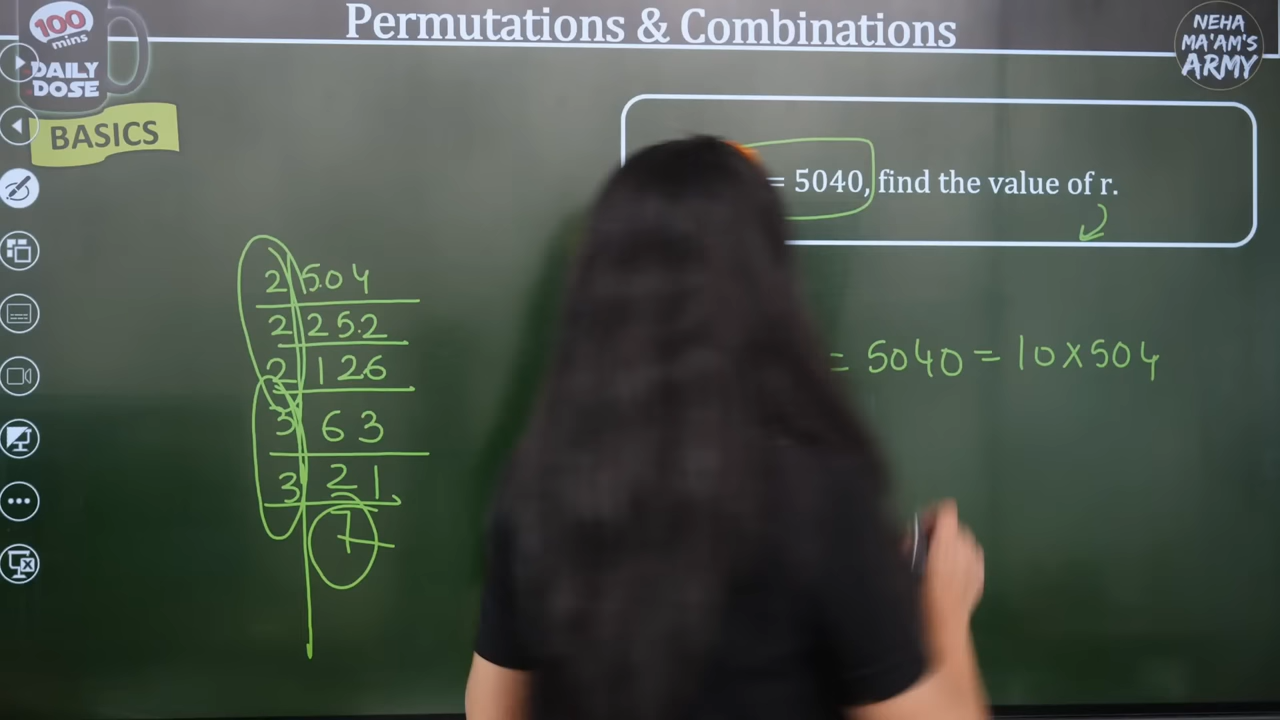 100
mins
DAILY
DOSE
Permutations & Combinations
NEHA
MA'AM'S
ARMY
BASICS
= 5040, find the value of r.
2 504
2 252
2 126
3 63
3 21
7
= 5040 = 10×504